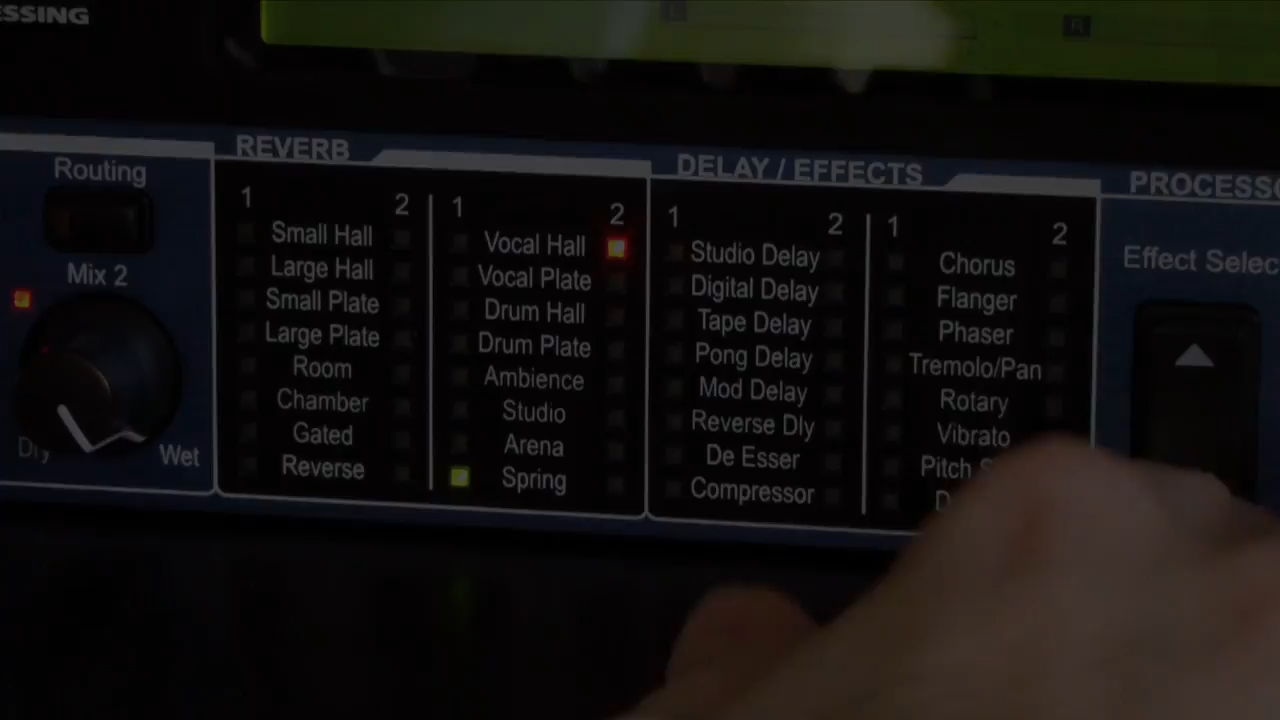 ESSING
L
R
Routing
Mix 2
Dry
Wet
REVERB
1 2
Small Hall
Large Hall
Small Plate
Large Plate
Room
Chamber
Gated
Reverse
1 2
Vocal Hall
Vocal Plate
Drum Hall
Drum Plate
Ambience
Studio
Arena
Spring
DELAY / EFFECTS
1 2
Studio Delay
Digital Delay
Tape Delay
Pong Delay
Mod Delay
Reverse Dly
De Esser
Compressor
1 2
Chorus
Flanger
Phaser
Tremolo/Pan
Rotary
Vibrato
Pitch S
D
PROCESSO
Effect Selec